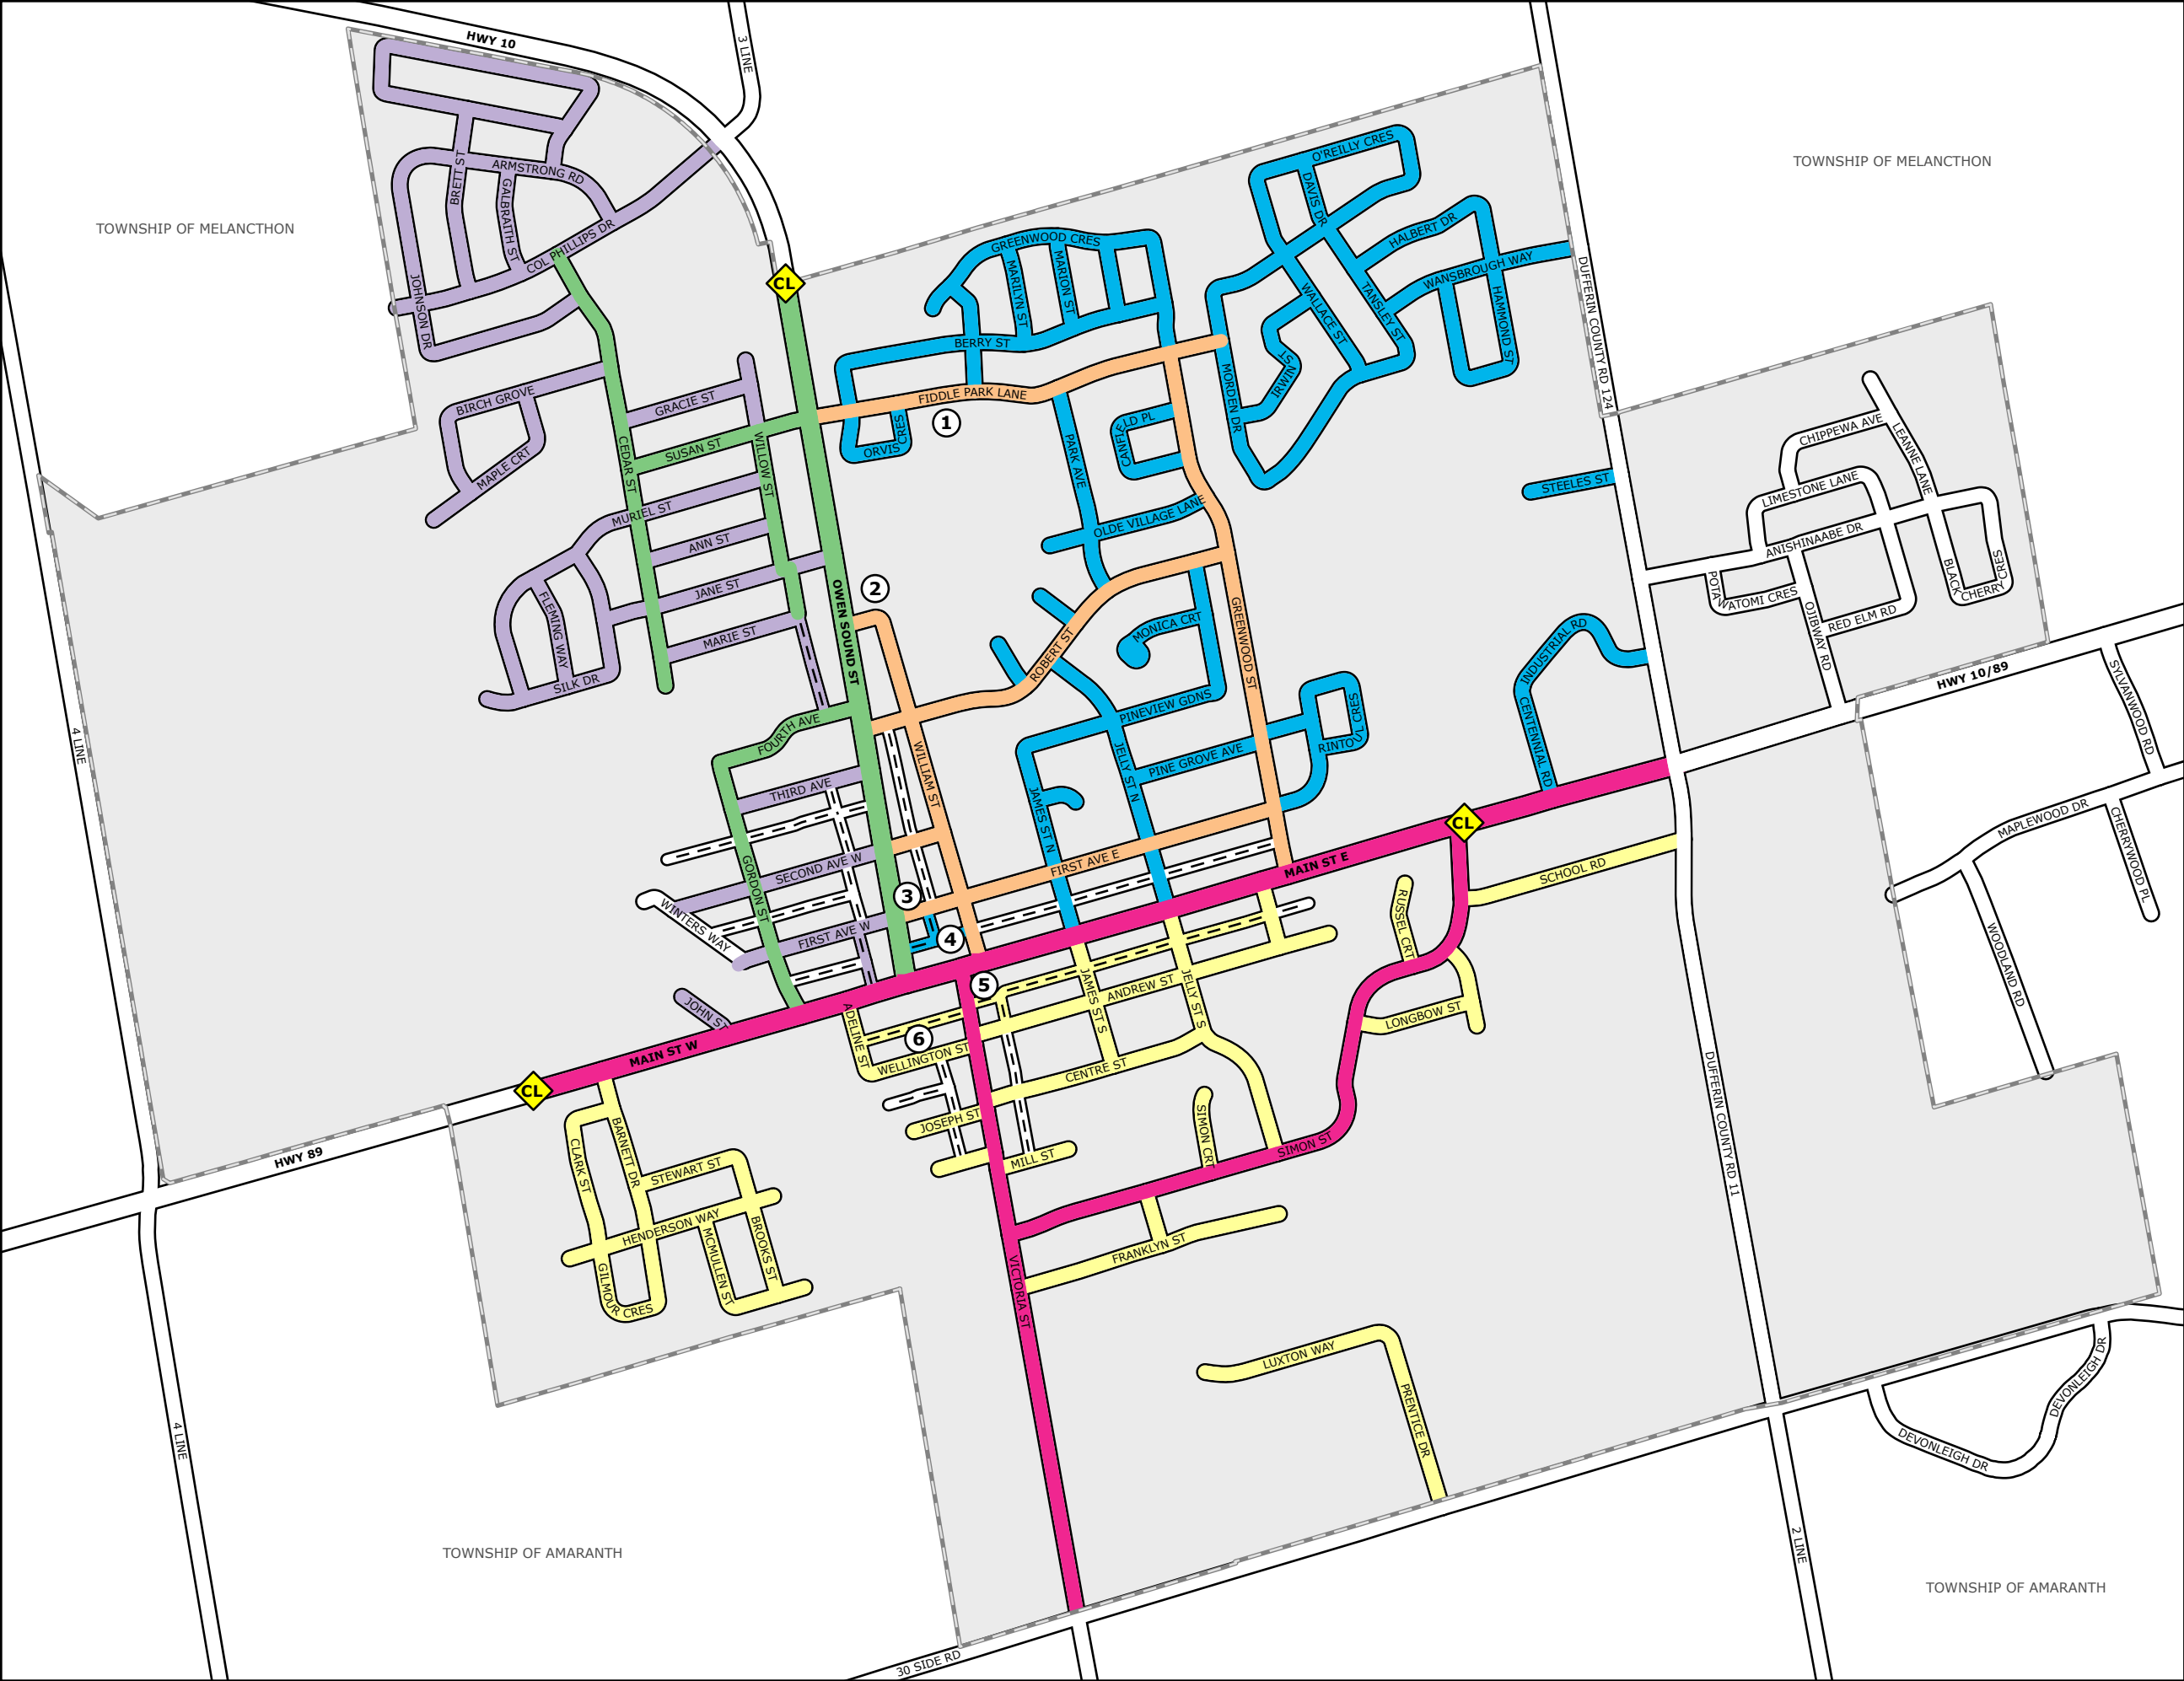 HWY 10
3 LINE
TOWNSHIP OF MELANCTHON
TOWNSHIP OF MELANCTHON
ARMSTRONG RD
BRETT ST
GALBRAITH ST
COL PHILLIPS DR
JOHNSON DR
O'REILLY CRES
DAVIS DR
HALBERT DR
WANSBROUGH WAY
HAMMOND ST
TANSLEY ST
WALLACE ST
IRWIN ST
MORDEN DR
GREENWOOD CRES
MARILYN ST
MARION ST
BERRY ST
CL
DUFFERIN COUNTY RD 124
FIDDLE PARK LANE
1
ORVIS CRES
CANFIELD PL
PARK AVE
OLDE VILLAGE LANE
STEELES ST
BIRCH GROVE
MAPLE CRT
GRACIE ST
SUSAN ST
CEDAR ST
WILLOW ST
MURIEL ST
ANN ST
JANE ST
MARIE ST
FLEMING WAY
SILK DR
OWEN SOUND ST
2
CHIPPEWA AVE
LEANNE LANE
LIMESTONE LANE
ANISHINAABE DR
POTAWATOMI CRES
OJIBWAY RD
RED ELM RD
BLACK CHERRY CRES
4 LINE
MONICA CRT
ROBERT ST
GREENWOOD ST
INDUSTRIAL RD
CENTENNIAL RD
HWY 10/89
SYLVANWOOD RD
FOURTH AVE
PINEVIEW GDNS
PINE GROVE AVE
RINTOUL CRES
JELLY ST N
JAMES ST N
WILLIAM ST
THIRD AVE
SECOND AVE W
GORDON ST
FIRST AVE E
MAIN ST E
CL
MAPLEWOOD DR
CHERRYWOOD PL
WOODLAND RD
SCHOOL RD
RUSSEL CRT
3
WINTERS WAY
FIRST AVE W
4
5
JOHN ST
ADELINE ST
ANDREW ST
JAMES ST S
JELLY ST S
LONGBOW ST
MAIN ST W
6
WELLINGTON ST
CENTRE ST
CL
JOSEPH ST
MILL ST
SIMON CRT
SIMON ST
DUFFERIN COUNTY RD 11
HWY 89
CLARK ST
BARNETT DR
STEWART ST
HENDERSON WAY
MCMULLEN ST
BROOKS ST
GILMOUR CRES
FRANKLYN ST
VICTORIA ST
LUXTON WAY
PRENTICE DR
DEVONLEIGH DR
DEVONLEIGH DR
4 LINE
2 LINE
TOWNSHIP OF AMARANTH
TOWNSHIP OF AMARANTH
30 SIDE RD